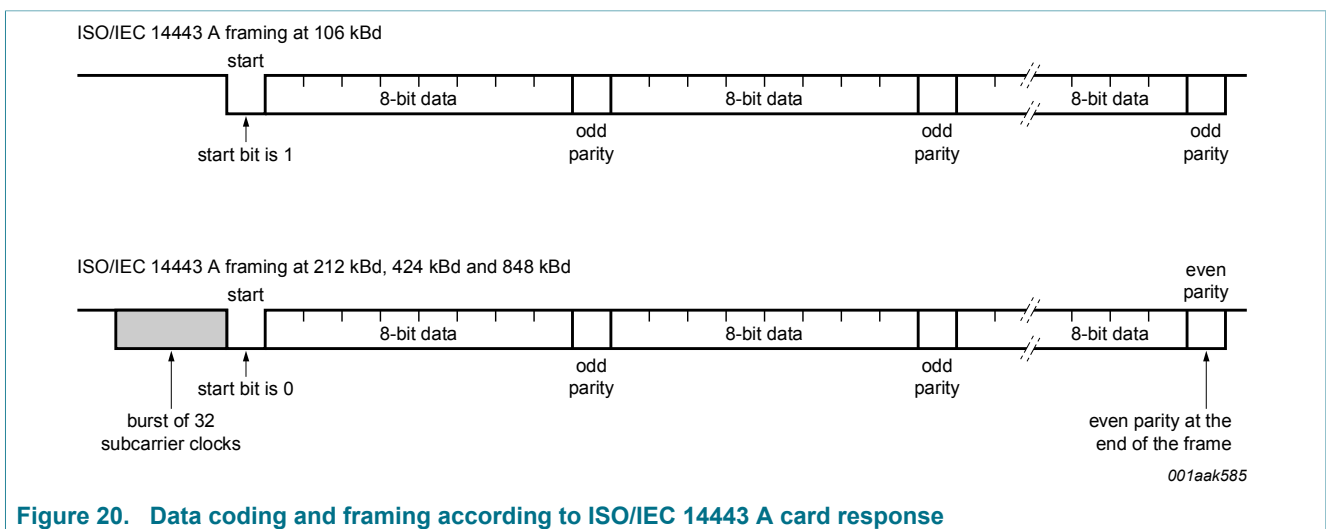 ISO/IEC 14443 A framing at 106 kBd
start
8-bit data 8-bit data 8-bit data
odd parity odd parity odd parity
start bit is 1
ISO/IEC 14443 A framing at 212 kBd, 424 kBd and 848 kBd
even parity
start
8-bit data 8-bit data 8-bit data
odd parity odd parity
start bit is 0
burst of 32
subcarrier clocks
even parity at the
end of the frame
001aak585
Figure 20. Data coding and framing according to ISO/IEC 14443 A card response